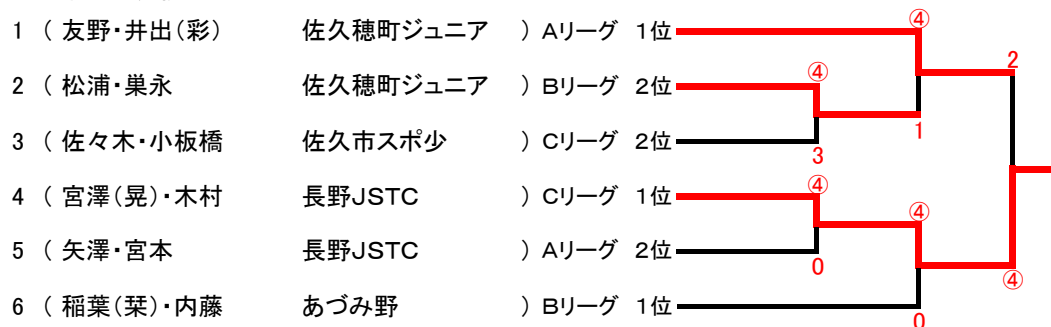 1 ( 友野・井出(彩) 佐久穂町ジュニア ) Aリーグ 1位 ④
2
2 ( 松浦・巣永 佐久穂町ジュニア ) Bリーグ 2位 ④
1
3 ( 佐々木・小板橋 佐久市スポ少 ) Cリーグ 2位 3
4 ( 宮澤(晃)・木村 長野JSTC ) Cリーグ 1位 ④
④
5 ( 矢澤・宮本 長野JSTC ) Aリーグ 2位 0
④
6 ( 稲葉(栞)・内藤 あづみ野 ) Bリーグ 1位 0